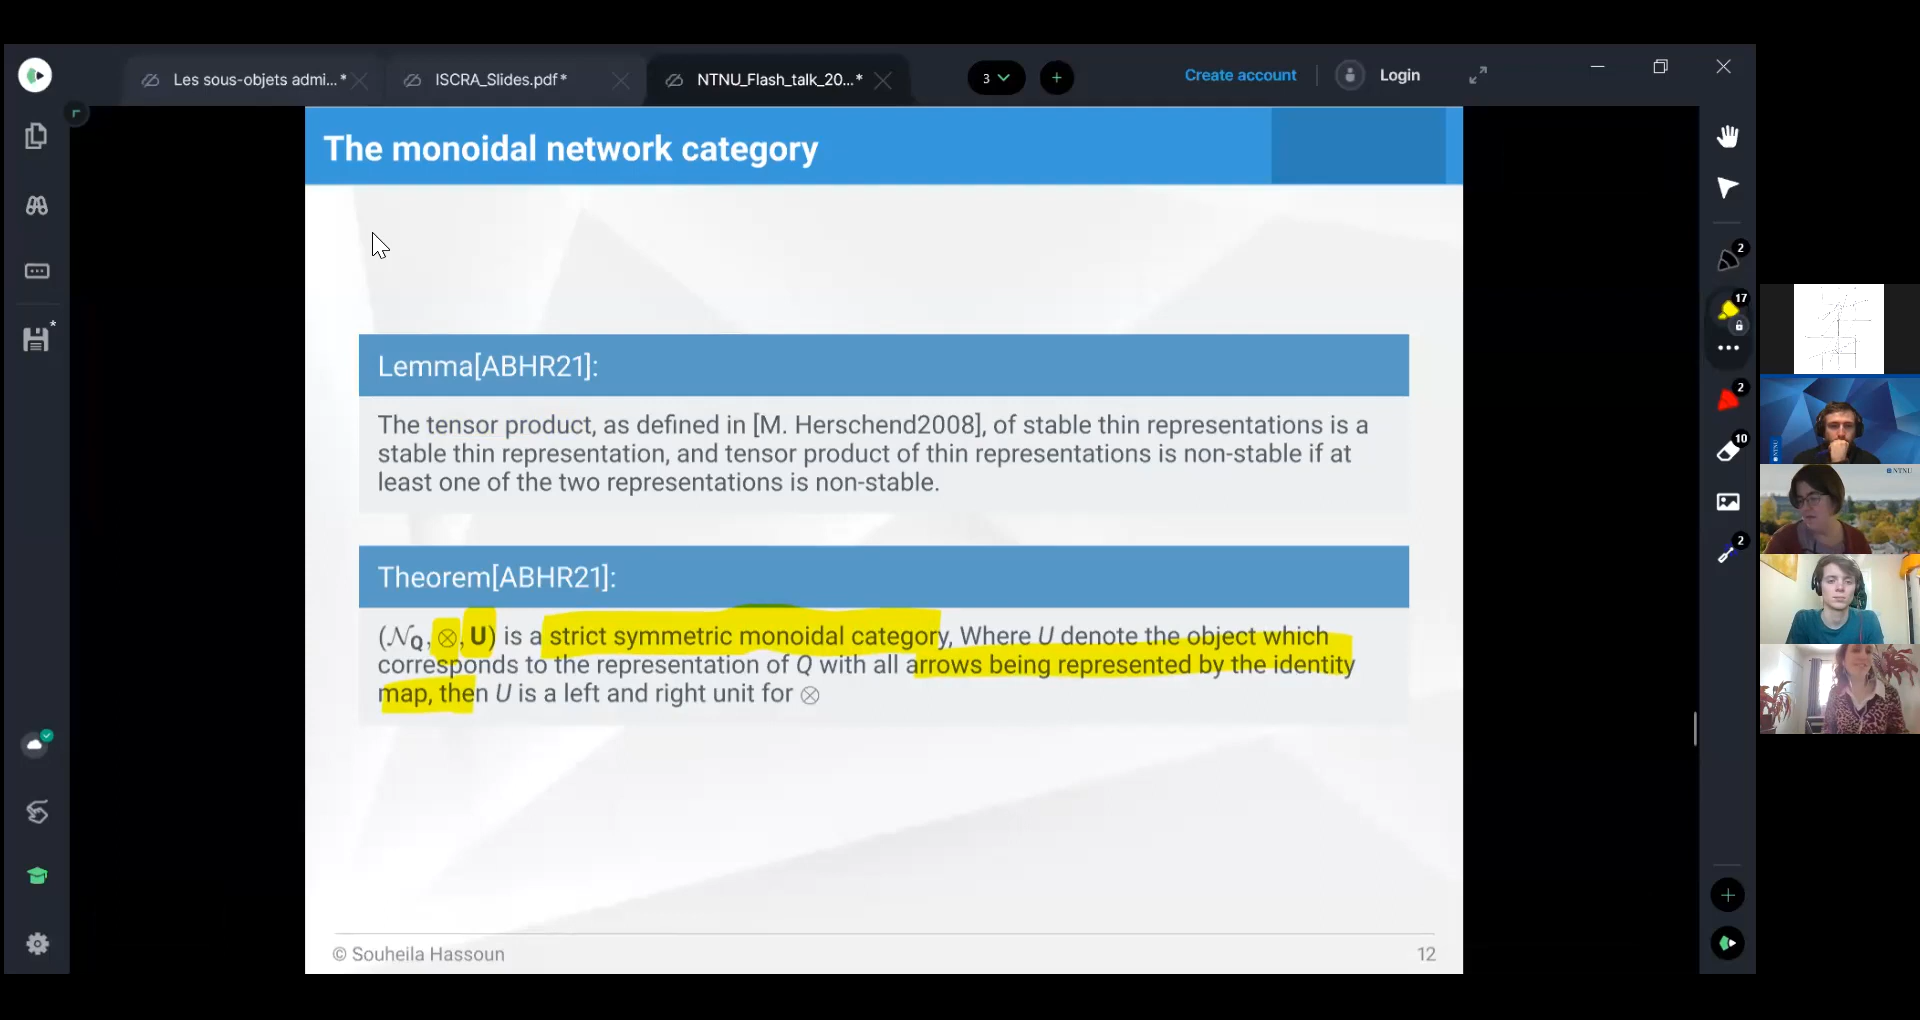 Les sous-objets admi...*
ISCRA_Slides.pdf*
NTNU_Flash_talk_20...*
3
Create account
Login
The monoidal network category
Lemma[ABHR21]:
The tensor product, as defined in [M. Herschend2008], of stable thin representations is a
stable thin representation, and tensor product of thin representations is non-stable if at
least one of the two representations is non-stable.
Theorem[ABHR21]:
(𝒩Q, ⊗, U) is a strict symmetric monoidal category, Where U denote the object which
corresponds to the representation of Q with all arrows being represented by the identity
map, then U is a left and right unit for ⊗
© Souheila Hassoun
12
2
17
2
10
2
NTNU
NTNU